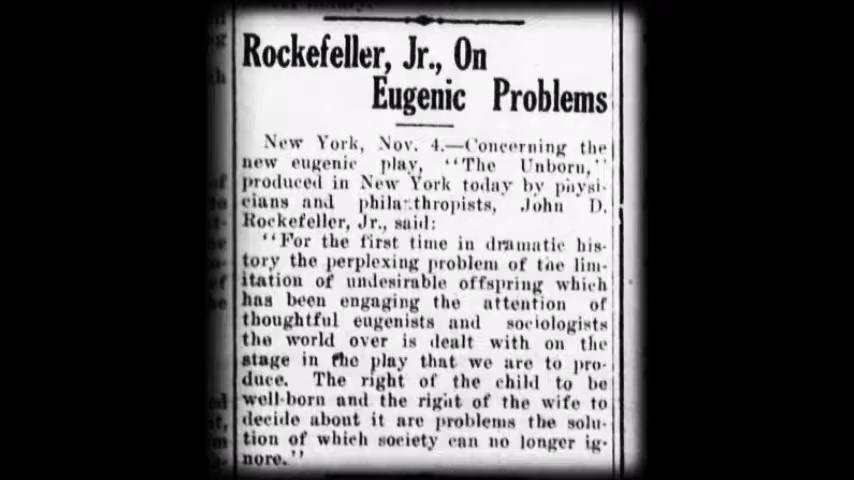 Rockefeller, Jr., On
Eugenic Problems
New York, Nov. 4.—Concerning the
new eugenic play, "The Unborn,"
produced in New York today by physi-
cians and philanthropists, John D.
Rockefeller, Jr., said:
"For the first time in dramatic his-
tory the perplexing problem of the lim-
itation of undesirable offspring which
has been engaging the attention of
thoughtful eugenists and sociologists
the world over is dealt with on the
stage in the play that we are to pro-
duce. The right of the child to be
well-born and the right of the wife to
decide about it are problems the solu-
tion of which society can no longer ig-
nore."